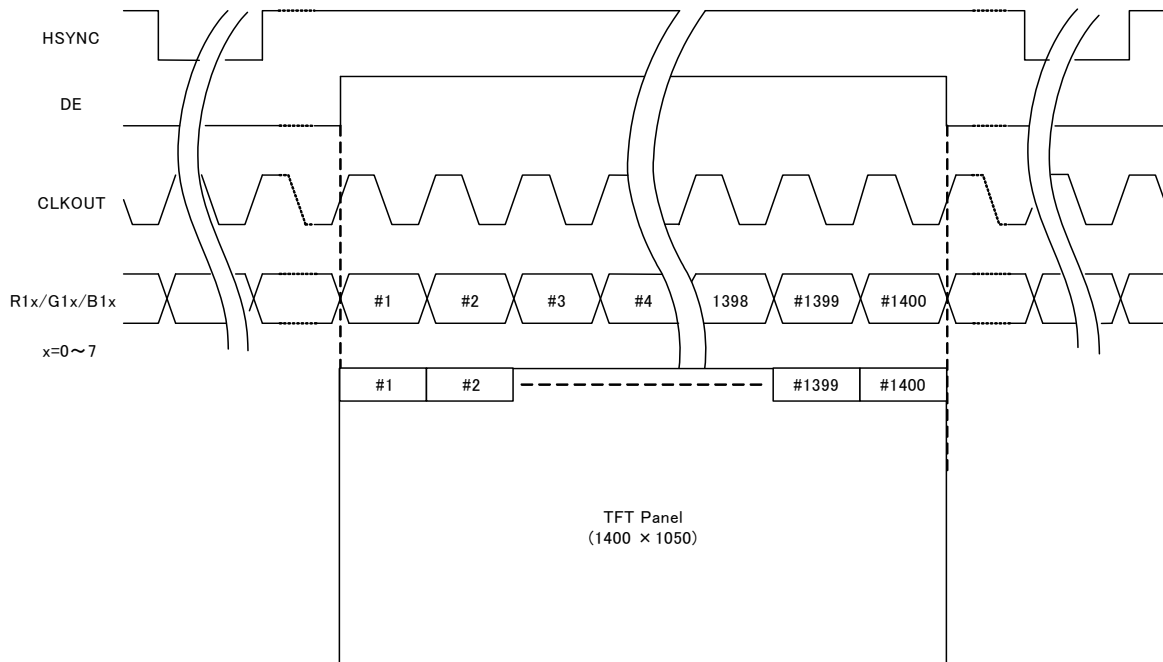 HSYNC
DE
CLKOUT
R1x/G1x/B1x
#1 #2 #3 #4 1398 #1399 #1400
x=0～7
#1 #2 #1399 #1400
TFT Panel
(1400 × 1050)